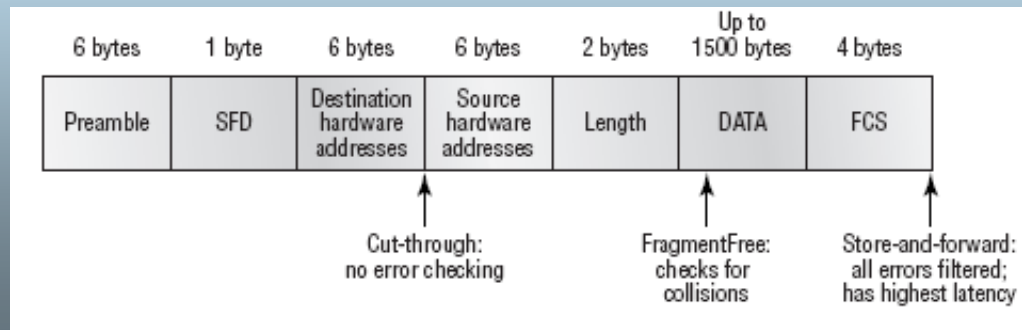 Up to
6 bytes 1 byte 6 bytes 6 bytes 2 bytes 1500 bytes 4 bytes
Preamble
SFD
Destination
hardware
addresses
Source
hardware
addresses
Length
DATA
FCS
Cut-through:
no error checking
FragmentFree:
checks for
collisions
Store-and-forward:
all errors filtered;
has highest latency